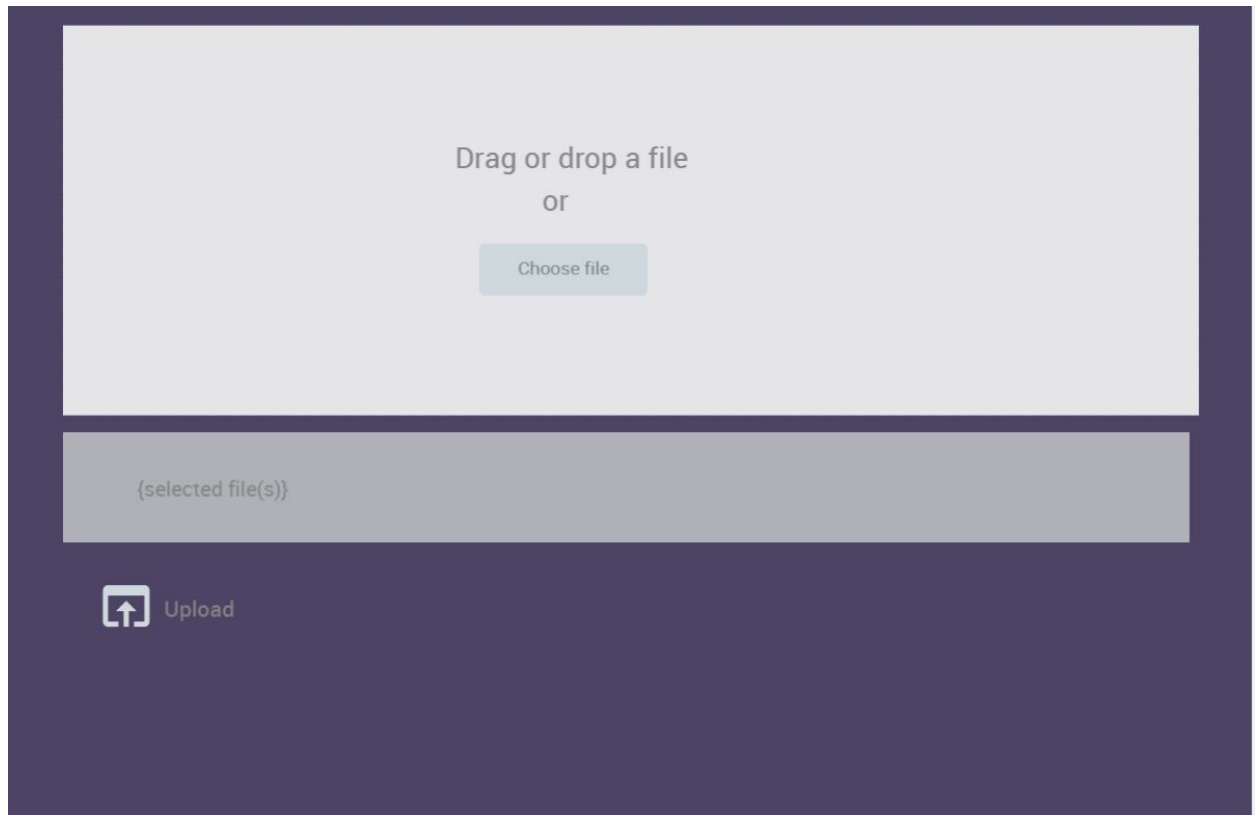 Drag or drop a file
or
Choose file
{selected file(s)}
Upload